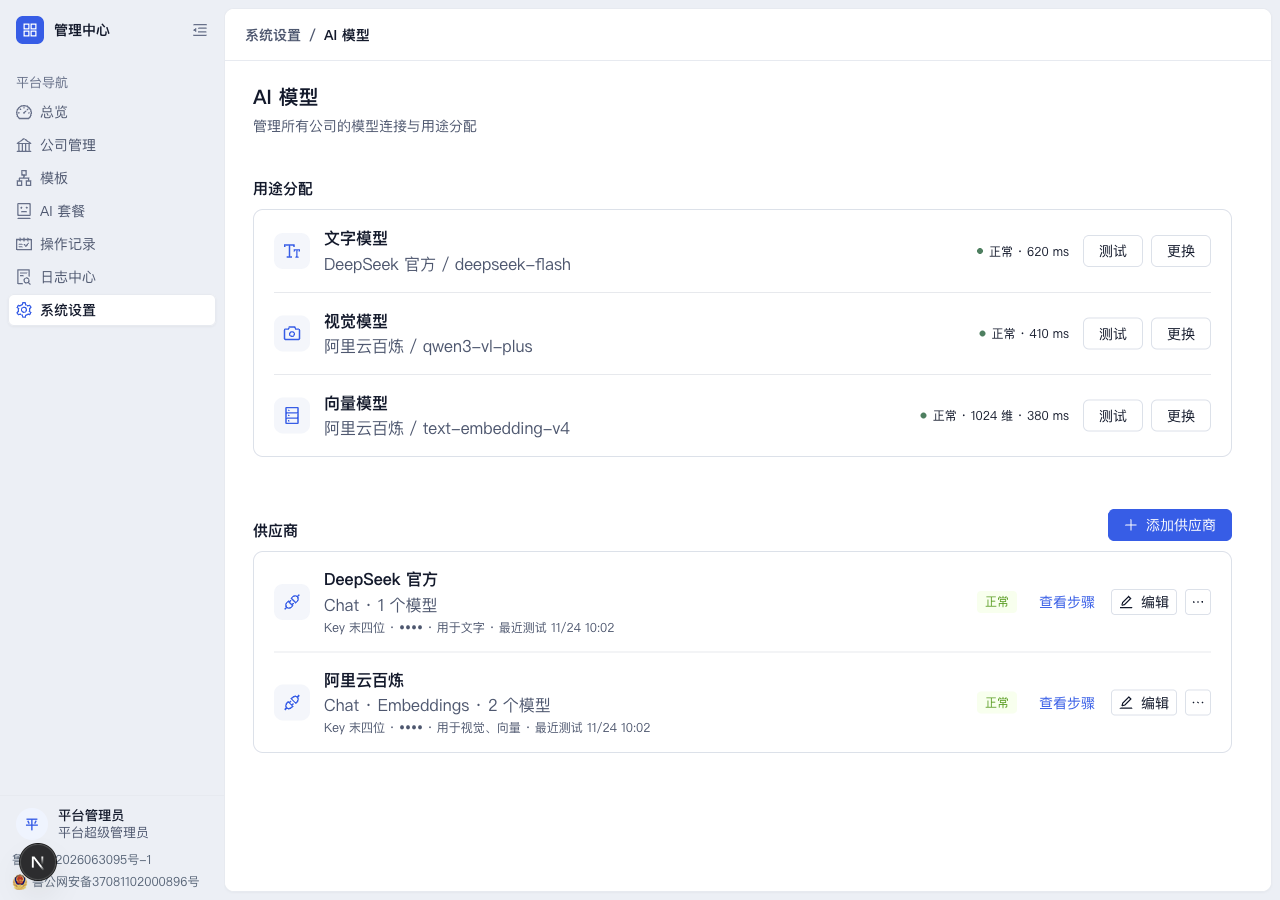 管理中心
平台导航
总览
公司管理
模板
AI 套餐
操作记录
日志中心
系统设置
平台管理员
平台超级管理员
2026063095号-1
公网安备37081102000896号
系统设置 / AI 模型
AI 模型
管理所有公司的模型连接与用途分配
用途分配
文字模型
DeepSeek 官方 / deepseek-flash
正常 · 620 ms
测试
更换
视觉模型
阿里云百炼 / qwen3-vl-plus
正常 · 410 ms
测试
更换
向量模型
阿里云百炼 / text-embedding-v4
正常 · 1024 维 · 380 ms
测试
更换
供应商
添加供应商
DeepSeek 官方
Chat · 1 个模型
Key 末四位 · •••• · 用于文字 · 最近测试 11/24 10:02
正常
查看步骤
编辑
···
阿里云百炼
Chat · Embeddings · 2 个模型
Key 末四位 · •••• · 用于视觉、向量 · 最近测试 11/24 10:02
正常
查看步骤
编辑
···
平
N